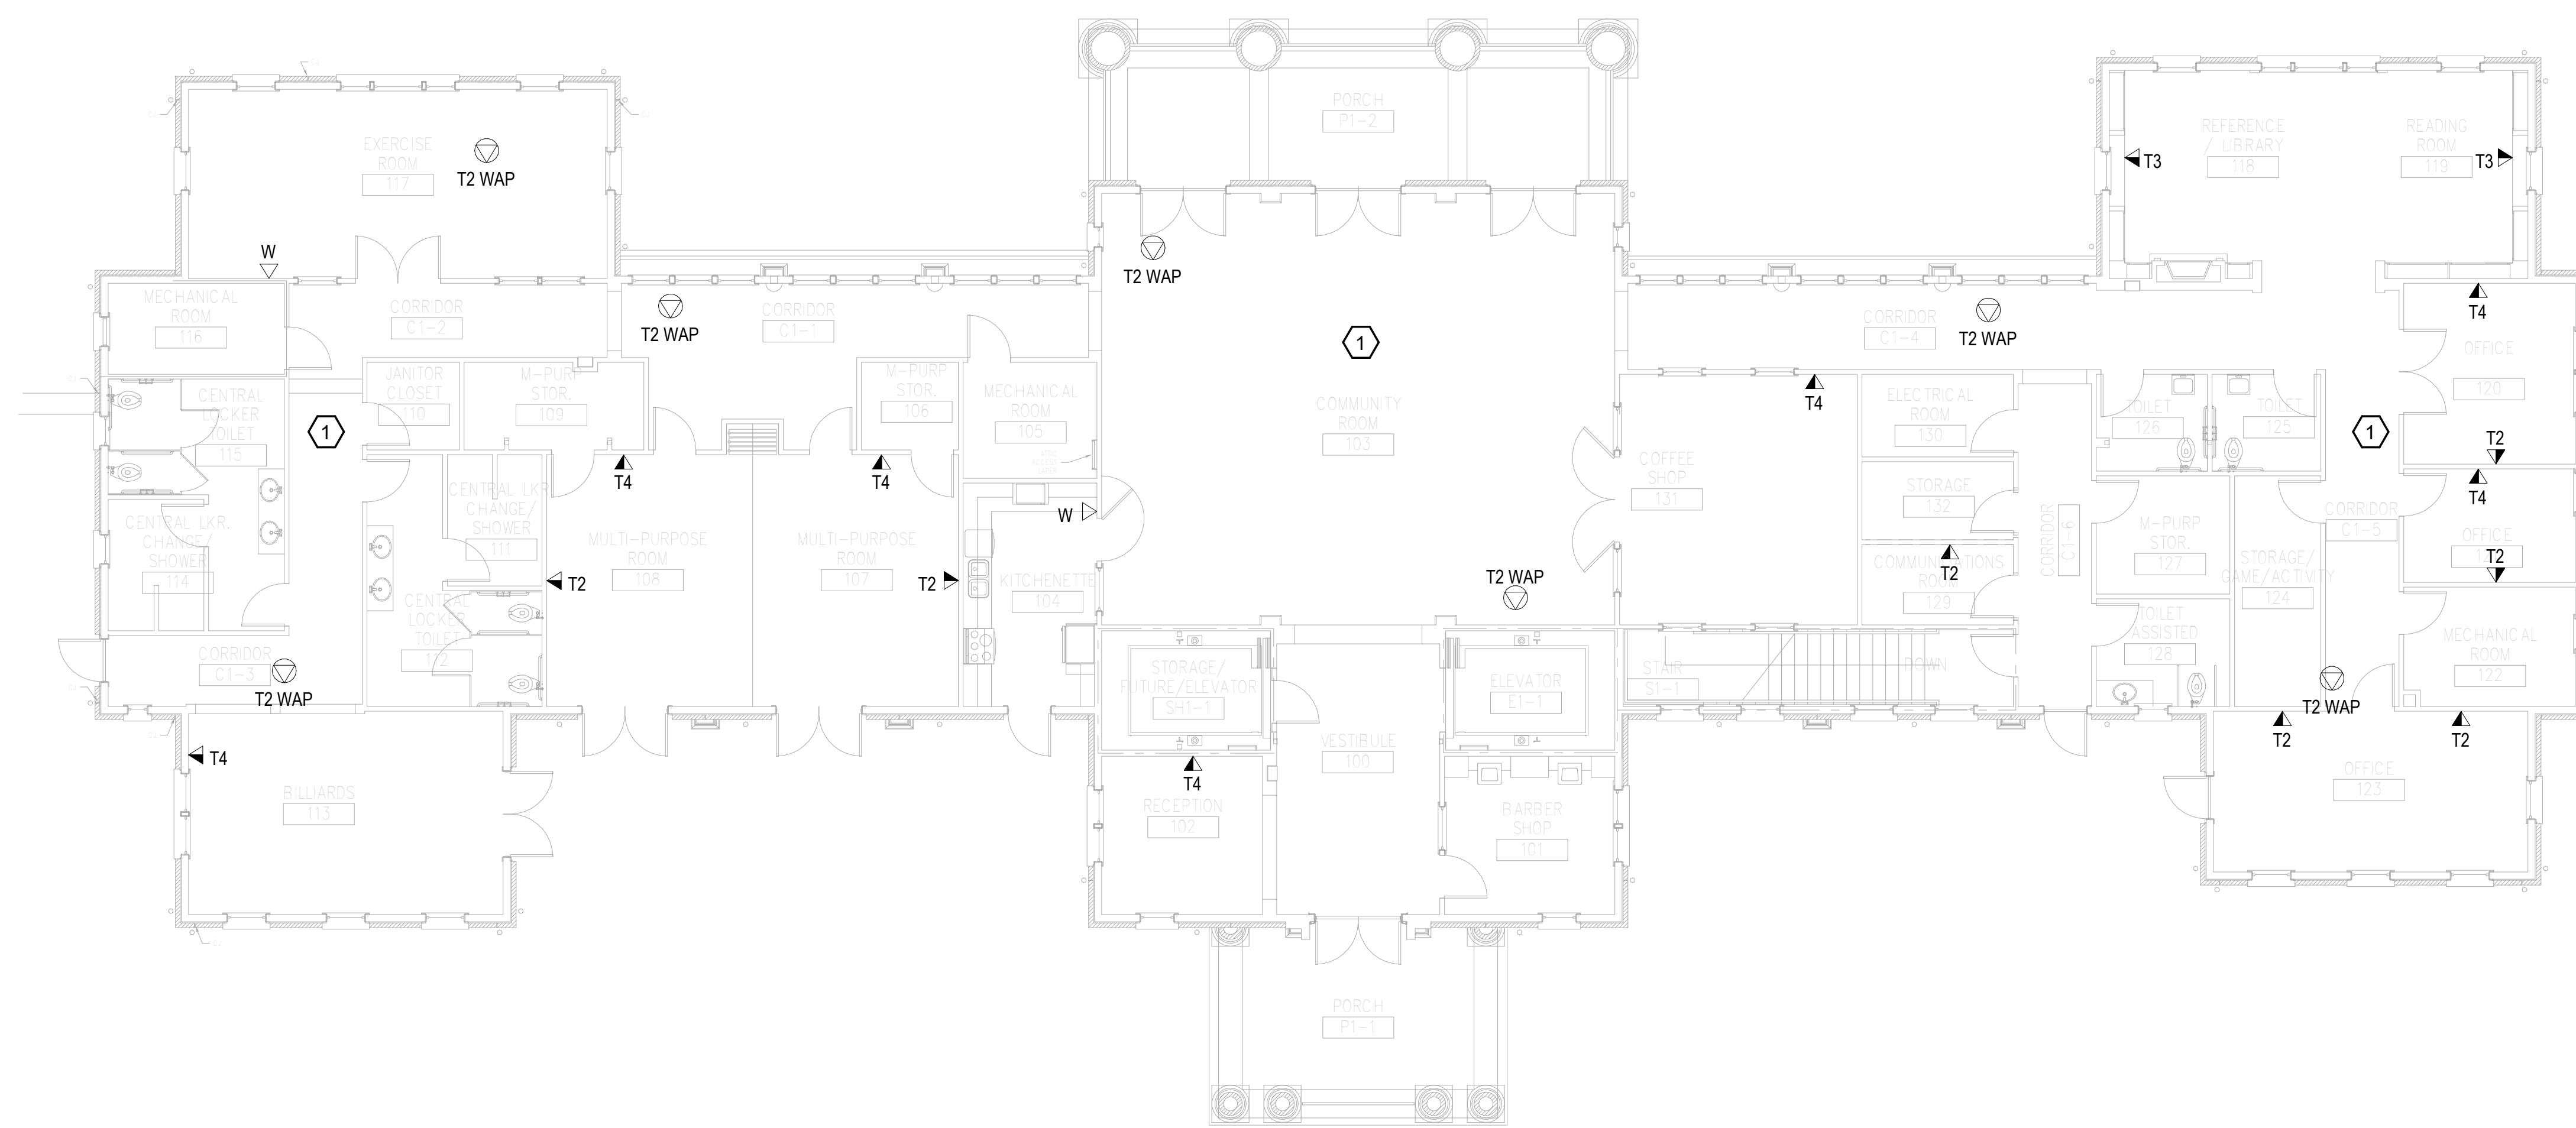 PORCH
P1-2
EXERCISE
ROOM
117
T2 WAP
REFERENCE
/ LIBRARY
118
READING
ROOM
119
T3
T3
W
T2 WAP
MECHANICAL
ROOM
116
CORRIDOR
C1-2
T2 WAP
CORRIDOR
C1-1
1
CORRIDOR
C1-4
T2 WAP
T4
OFFICE
120
T2
JANITOR
CLOSET
110
M-PURP
STOR.
109
M-PURP
STOR.
106
MECHANICAL
ROOM
105
ATTIC
ACCESS
LADDER
COMMUNITY
ROOM
103
T4
ELECTRICAL
ROOM
130
TOILET
126
TOILET
125
1
CENTRAL
LOCKER
TOILET
115
1
T4
T4
COFFEE
SHOP
131
STORAGE
132
T4
CENTRAL LKR
CHANGE/
SHOWER
111
W
CENTRAL LKR.
CHANGE/
SHOWER
114
MULTI-PURPOSE
ROOM
108
MULTI-PURPOSE
ROOM
107
T2
T2
KITCHENETTE
104
T2 WAP
COMMUNICATIONS
ROOM
129
T2
CORRIDOR
C1-6
M-PURP
STOR.
127
STORAGE/
GAME/ACTIVITY
124
CORRIDOR
C1-5
OFFICE
T2
CENTRAL
LOCKER
TOILET
112
CORRIDOR
C1-3
T2 WAP
STORAGE/
FUTURE/ELEVATOR
SH1-1
ELEVATOR
E1-1
STAIR
S1-1
DOWN
TOILET
ASSISTED
128
MECHANICAL
ROOM
122
T2 WAP
T2
T2
T4
BILLIARDS
113
T4
RECEPTION
102
VESTIBULE
100
BARBER
SHOP
101
OFFICE
123
PORCH
P1-1